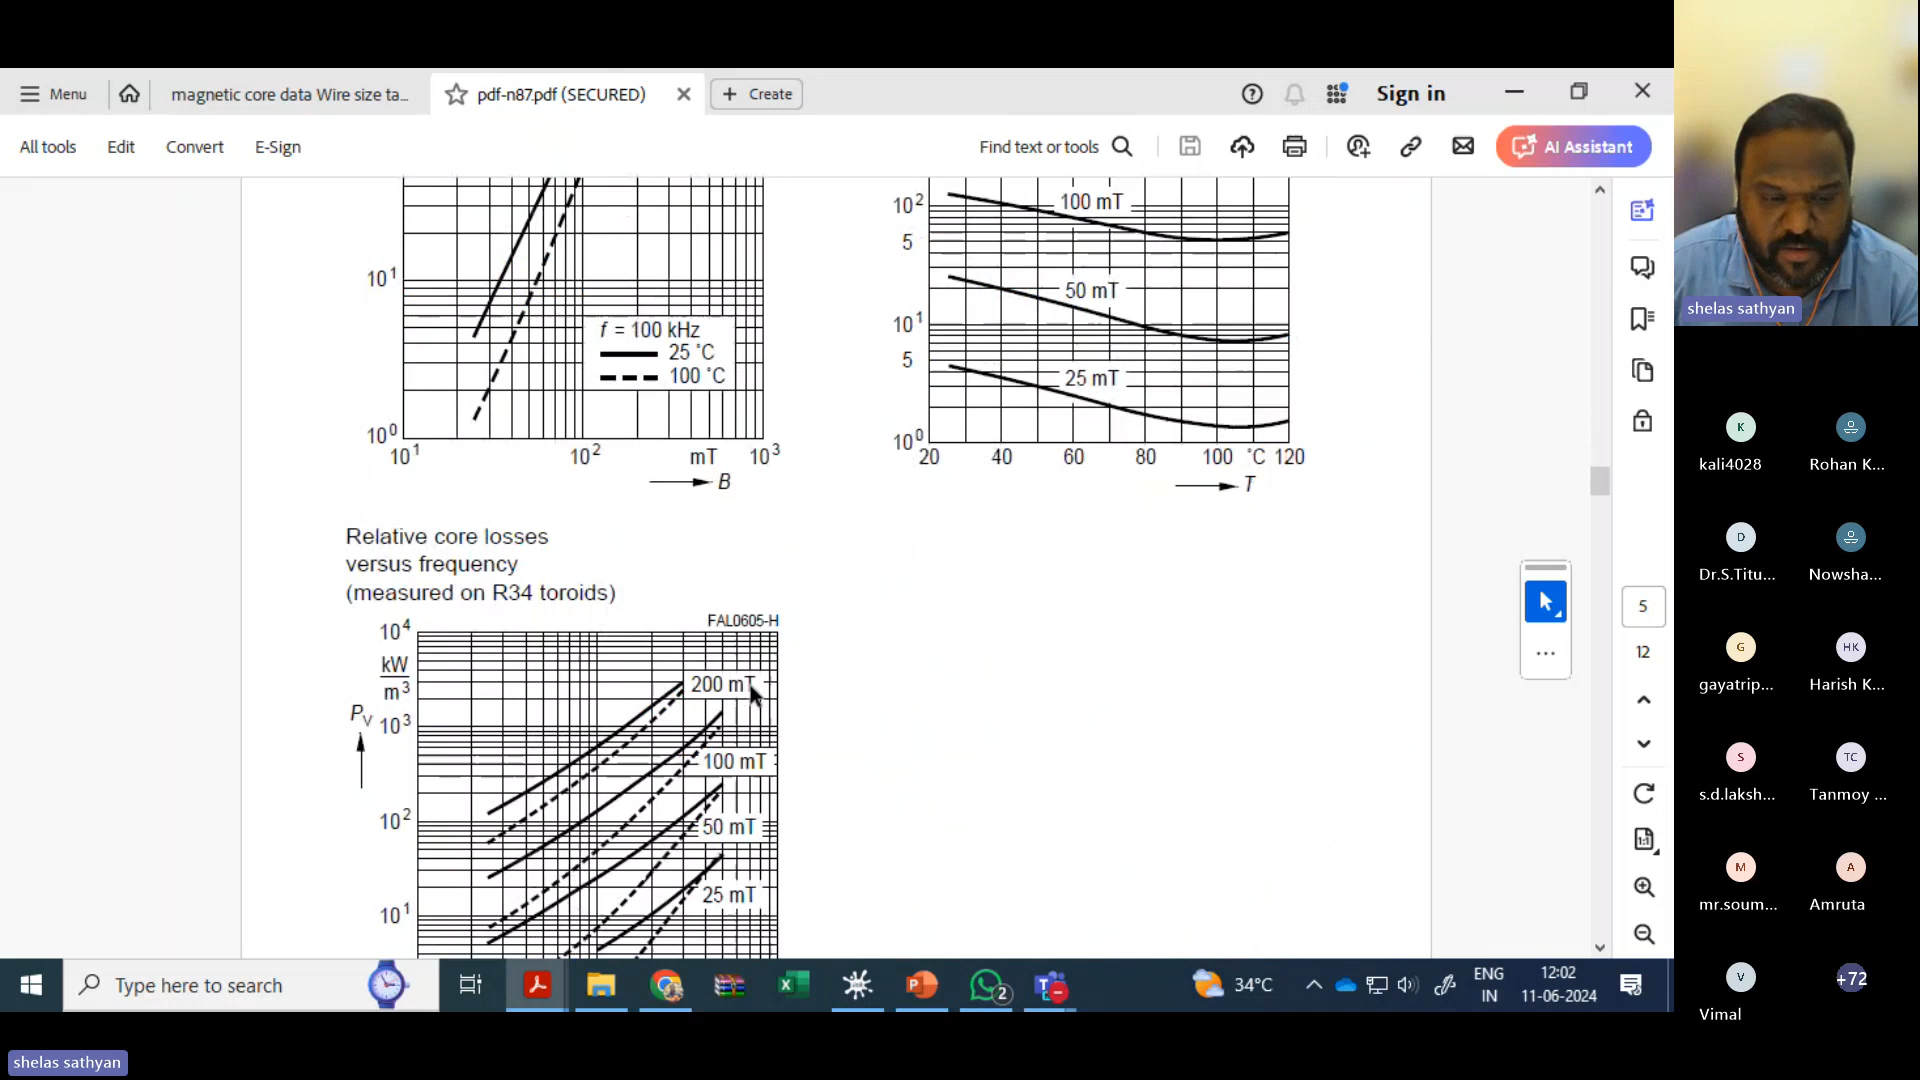 Menu
magnetic core data Wire size ta...
pdf-n87.pdf (SECURED)
Create
Sign in
All tools
Edit
Convert
E-Sign
Find text or tools
AI Assistant
10¹
10⁰
f = 100 kHz
25 ˚C
100 ˚C
10¹
10²
mT
10³
B
10²
5
10¹
5
10⁰
100 mT
50 mT
25 mT
20
40
60
80
100
˚C
120
T
Relative core losses
versus frequency
(measured on R34 toroids)
FAL0605-H
10⁴
kW
m³
Pᵥ
10³
10²
10¹
200 mT
100 mT
50 mT
25 mT
5
12
1:1
shelas sathyan
K
kali4028
Rohan K...
D
Dr.S.Titu...
Nowsha...
G
gayatrip...
HK
Harish K...
S
s.d.laksh...
TC
Tanmoy ...
M
mr.soum...
A
Amruta
V
Vimal
+72
Type here to search
2
34°C
ENG
IN
12:02
11-06-2024
shelas sathyan